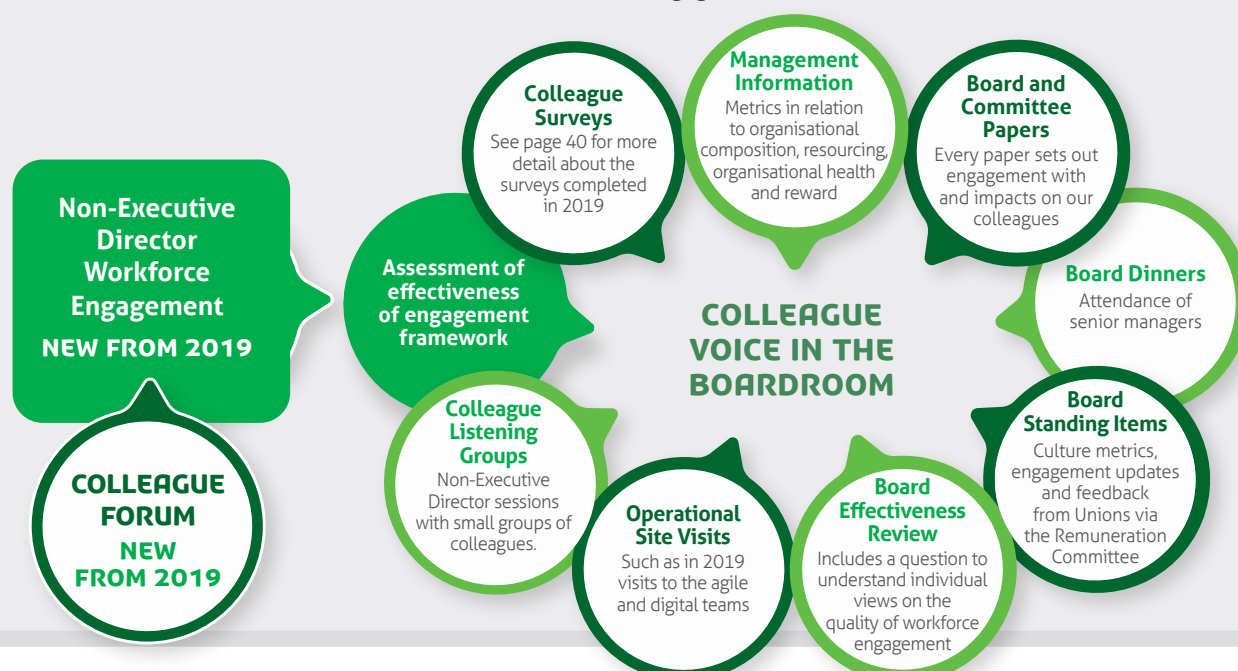 Non-Executive
Director
Workforce
Engagement
NEW FROM 2019
COLLEAGUE
FORUM
NEW
FROM 2019
Assessment of
effectiveness
of engagement
framework
Colleague
Surveys
See page 40 for more
detail about the
surveys completed
in 2019
Management
Information
Metrics in relation
to organisational
composition, resourcing,
organisational health
and reward
Board and
Committee
Papers
Every paper sets out
engagement with
and impacts on our
colleagues
Board Dinners
Attendance of
senior managers
Board
Standing Items
Culture metrics,
engagement updates
and feedback
from Unions via
the Remuneration
Committee
Board
Effectiveness
Review
Includes a question to
understand individual
views on the
quality of workforce
engagement
Operational
Site Visits
Such as in 2019
visits to the agile
and digital teams
Colleague
Listening
Groups
Non-Executive
Director sessions
with small groups of
colleagues.
COLLEAGUE
VOICE IN THE
BOARDROOM